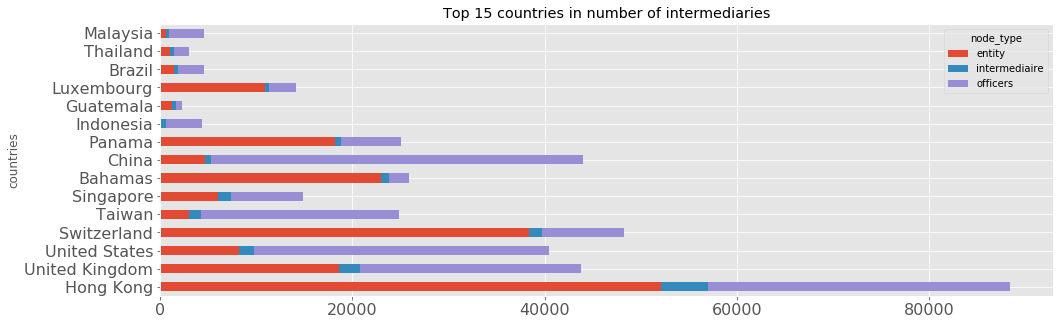 Top 15 countries in number of intermediaries
node_type
entity
intermediaire
officers
countries
Malaysia
Thailand
Brazil
Luxembourg
Guatemala
Indonesia
Panama
China
Bahamas
Singapore
Taiwan
Switzerland
United States
United Kingdom
Hong Kong
0 20000 40000 60000 80000